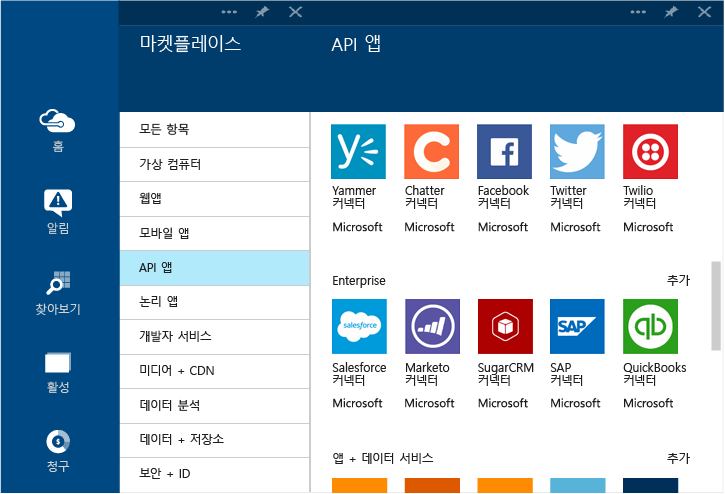 마켓플레이스
API 앱
홈
알림
찾아보기
활성
청구
모든 항목
가상 컴퓨터
웹앱
모바일 앱
API 앱
논리 앱
개발자 서비스
미디어 + CDN
데이터 분석
데이터 + 저장소
보안 + ID
Yammer 커넥터
Microsoft
Chatter 커넥터
Microsoft
Facebook 커넥터
Microsoft
Twitter 커넥터
Microsoft
Twilio 커넥터
Microsoft
Enterprise
추가
salesforce
Salesforce 커넥터
Microsoft
Marketo 커넥터
Microsoft
SugarCRM 커넥터
Microsoft
SAP
SAP 커넥터
Microsoft
qb
QuickBooks 커넥터
Microsoft
앱 + 데이터 서비스
추가